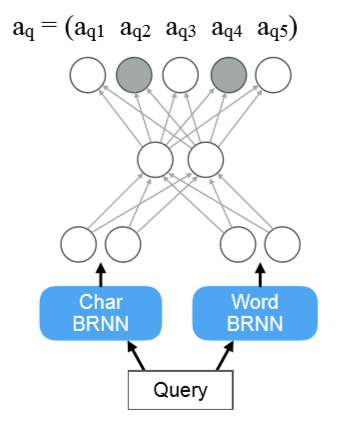 a_q = (a_q1 a_q2 a_q3 a_q4 a_q5)
Char Word
BRNN BRNN
Query